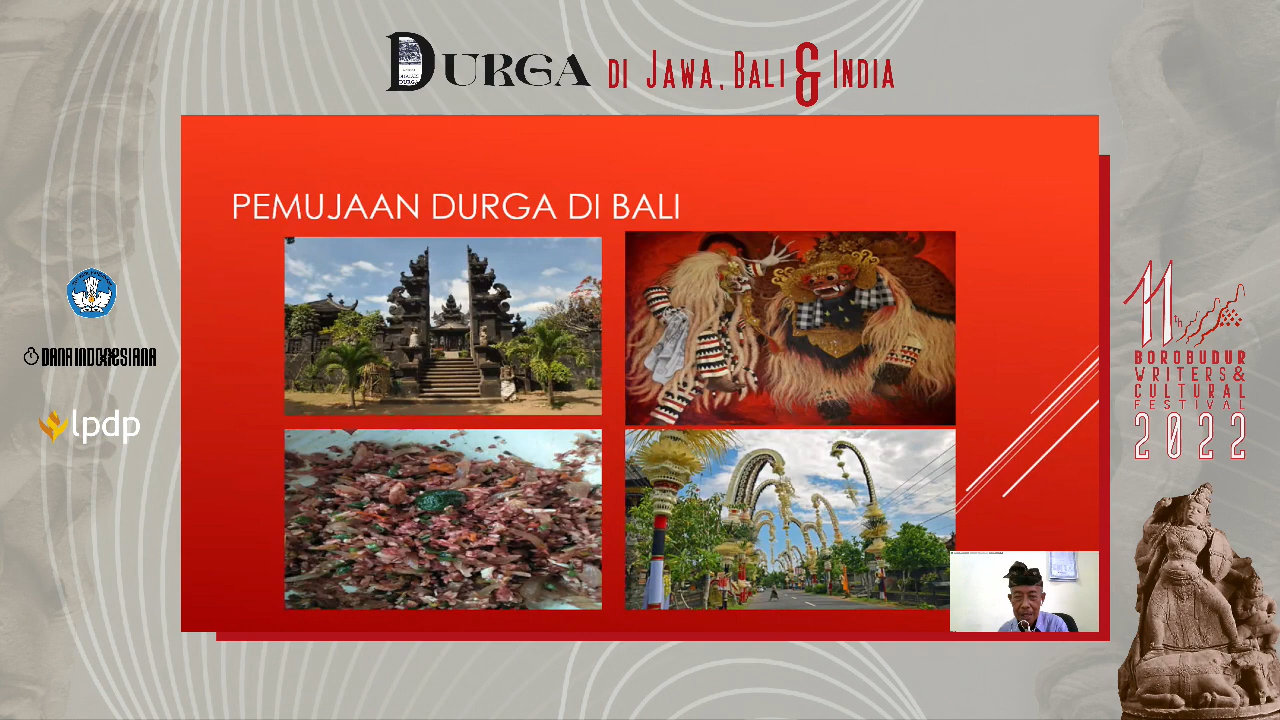 DURGA DI JAWA, BALI & INDIA
PEMUJAAN DURGA DI BALI
DANA INDONESIANA
lpdp
11th
BOROBUDUR
WRITERS &
CULTURAL
FESTIVAL
2022